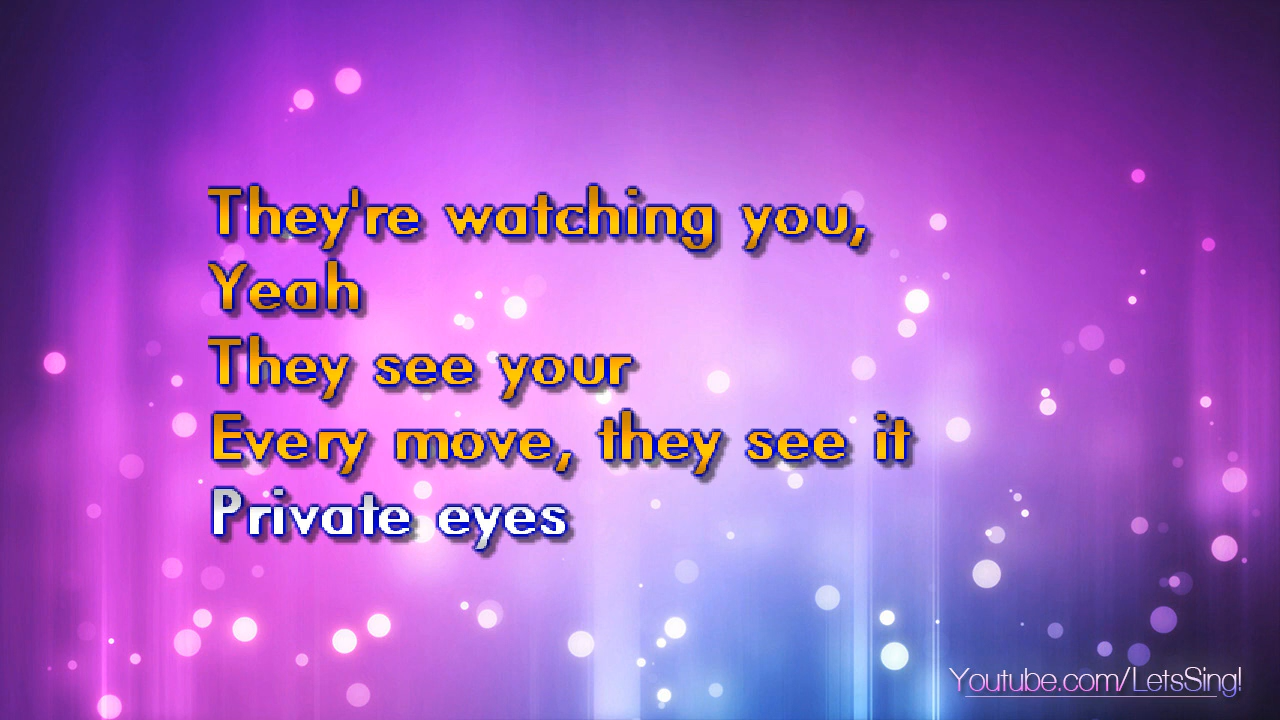 They're watching you,
Yeah
They see your
Every move, they see it
Private eyes
Youtube.com/LetsSing!